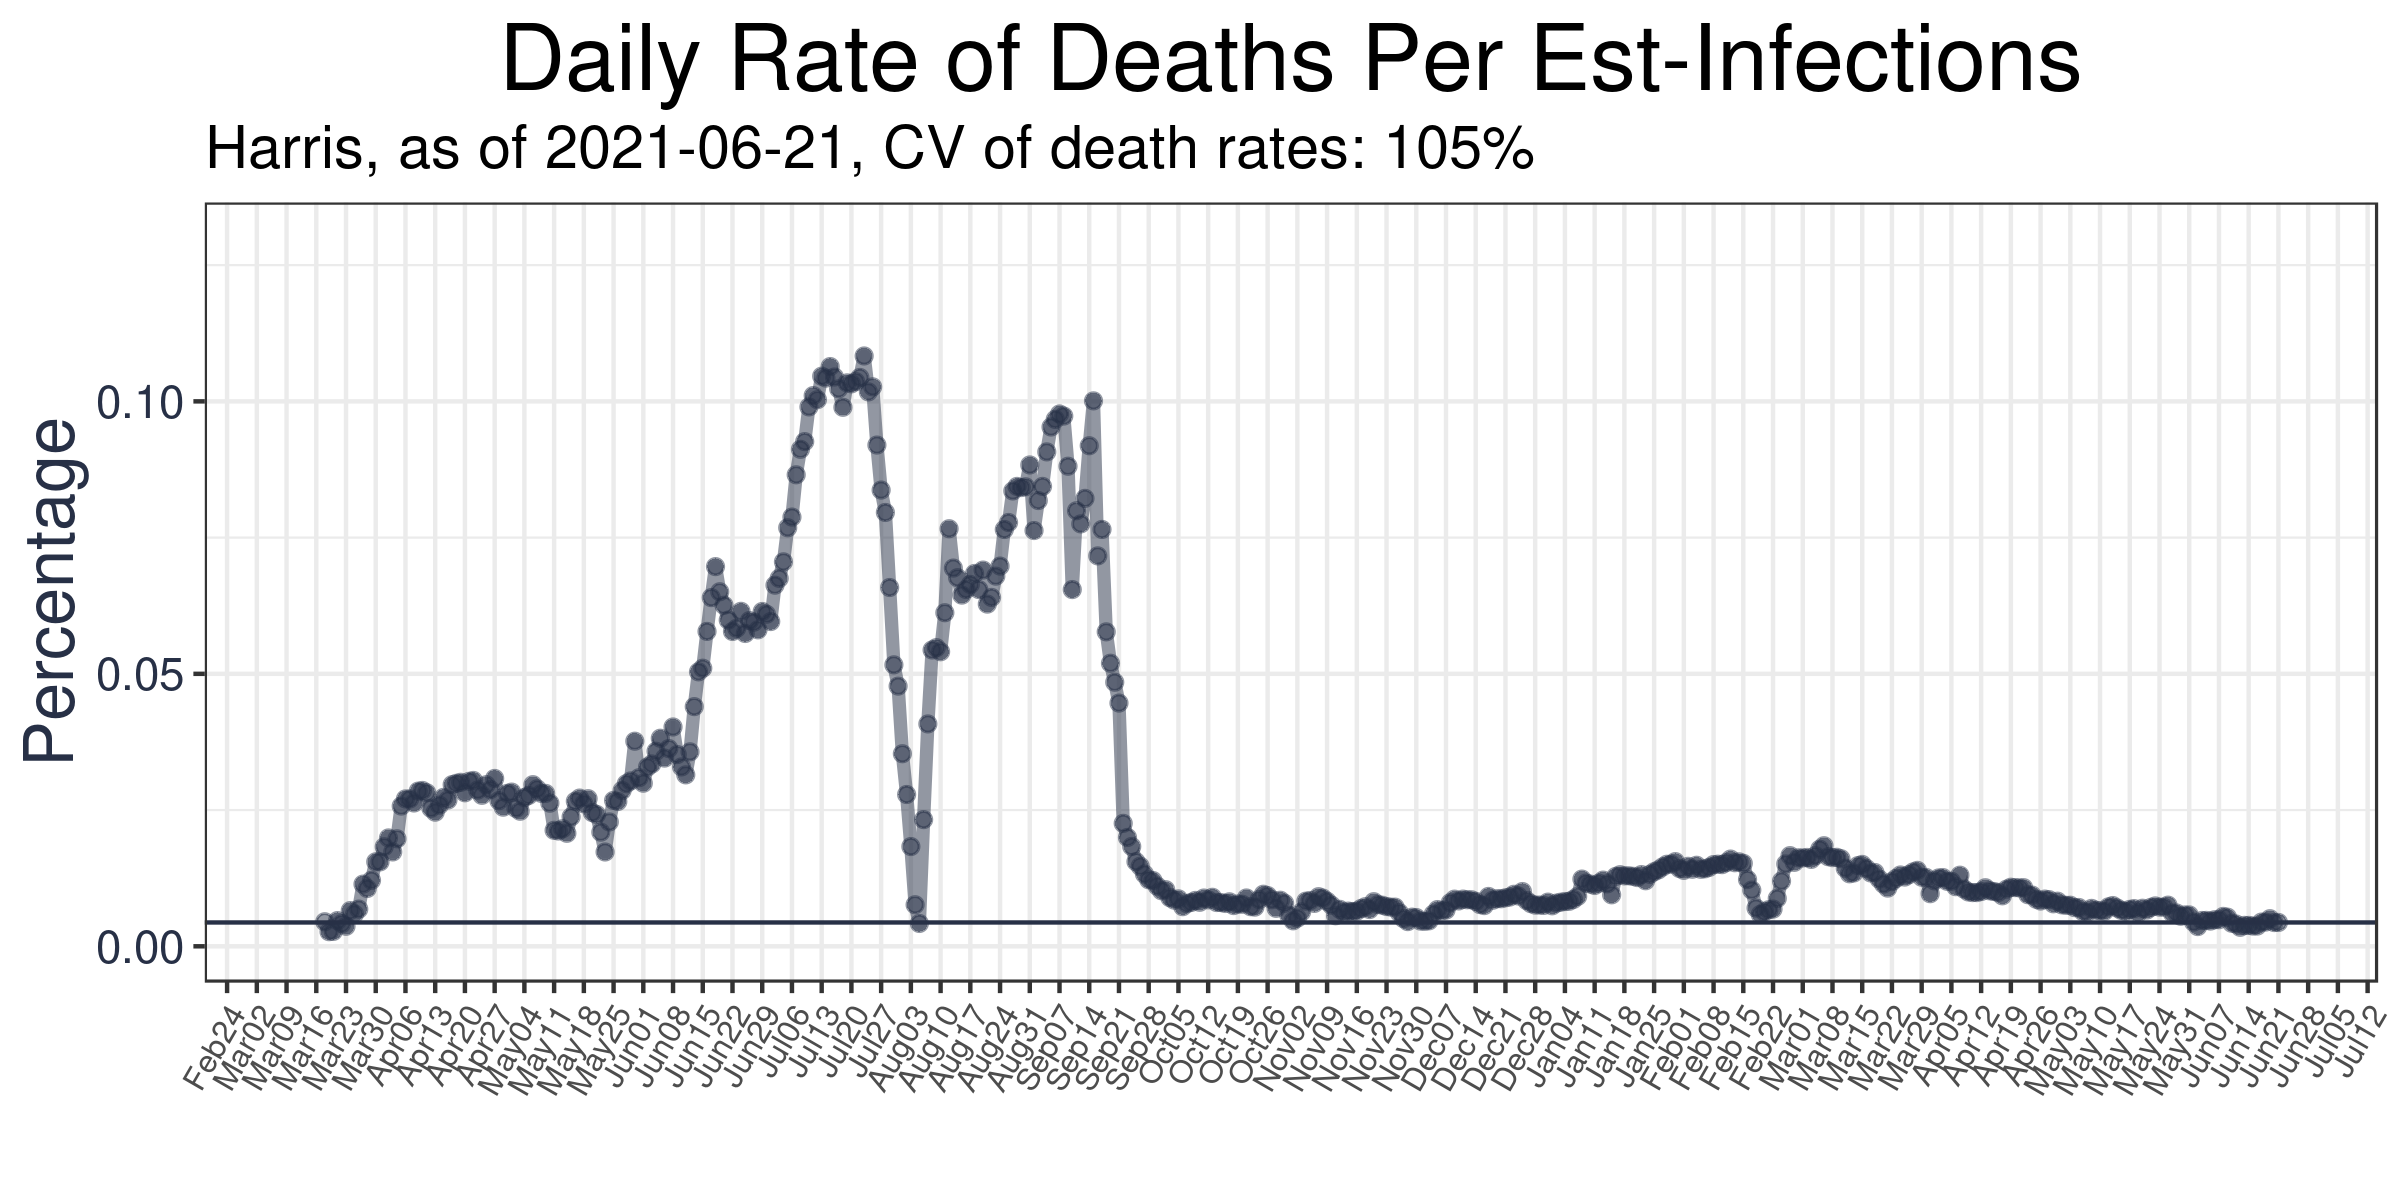 Daily Rate of Deaths Per Est-Infections
Harris, as of 2021-06-21, CV of death rates: 105%
Percentage
0.10
0.05
0.00
Feb24
Mar02
Mar09
Mar16
Mar23
Mar30
Apr06
Apr13
Apr20
Apr27
May04
May11
May18
May25
Jun01
Jun08
Jun15
Jun22
Jun29
Jul06
Jul13
Jul20
Jul27
Aug03
Aug10
Aug17
Aug24
Aug31
Sep07
Sep14
Sep21
Sep28
Oct05
Oct12
Oct19
Oct26
Nov02
Nov09
Nov16
Nov23
Nov30
Dec07
Dec14
Dec21
Dec28
Jan04
Jan11
Jan18
Jan25
Feb01
Feb08
Feb15
Feb22
Mar01
Mar08
Mar15
Mar22
Mar29
Apr05
Apr12
Apr19
Apr26
May03
May10
May17
May24
May31
Jun07
Jun14
Jun21
Jun28
Jul05
Jul12